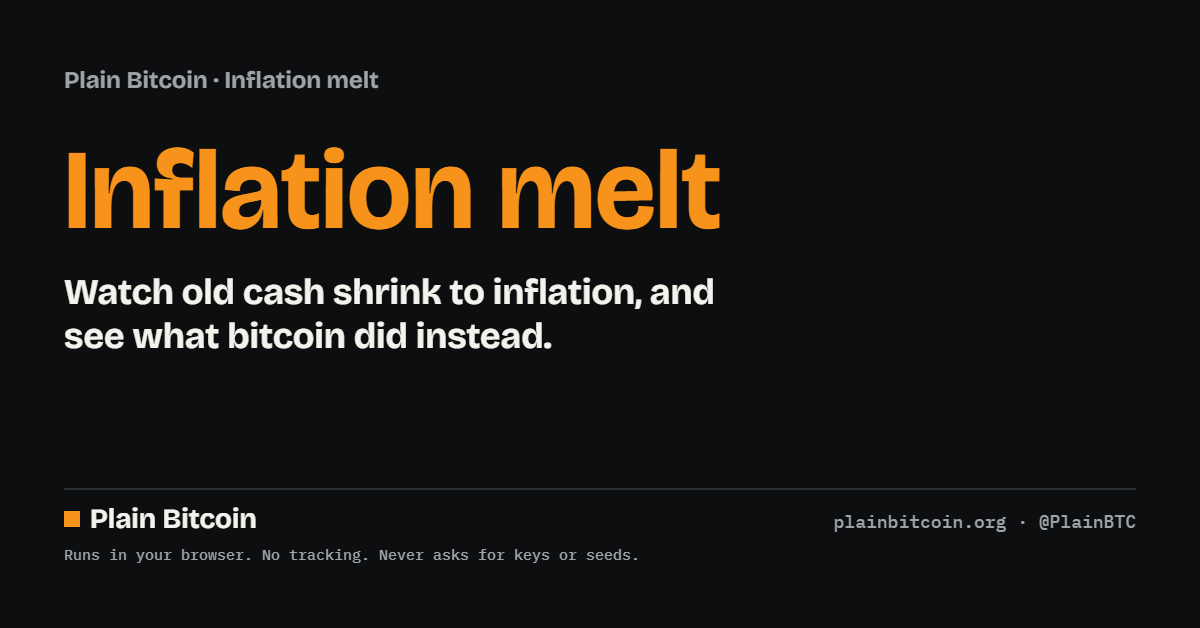 Plain Bitcoin · Inflation melt
Inflation melt
Watch old cash shrink to inflation, and
see what bitcoin did instead.
Plain Bitcoin
plainbitcoin.org · @PlainBTC
Runs in your browser. No tracking. Never asks for keys or seeds.